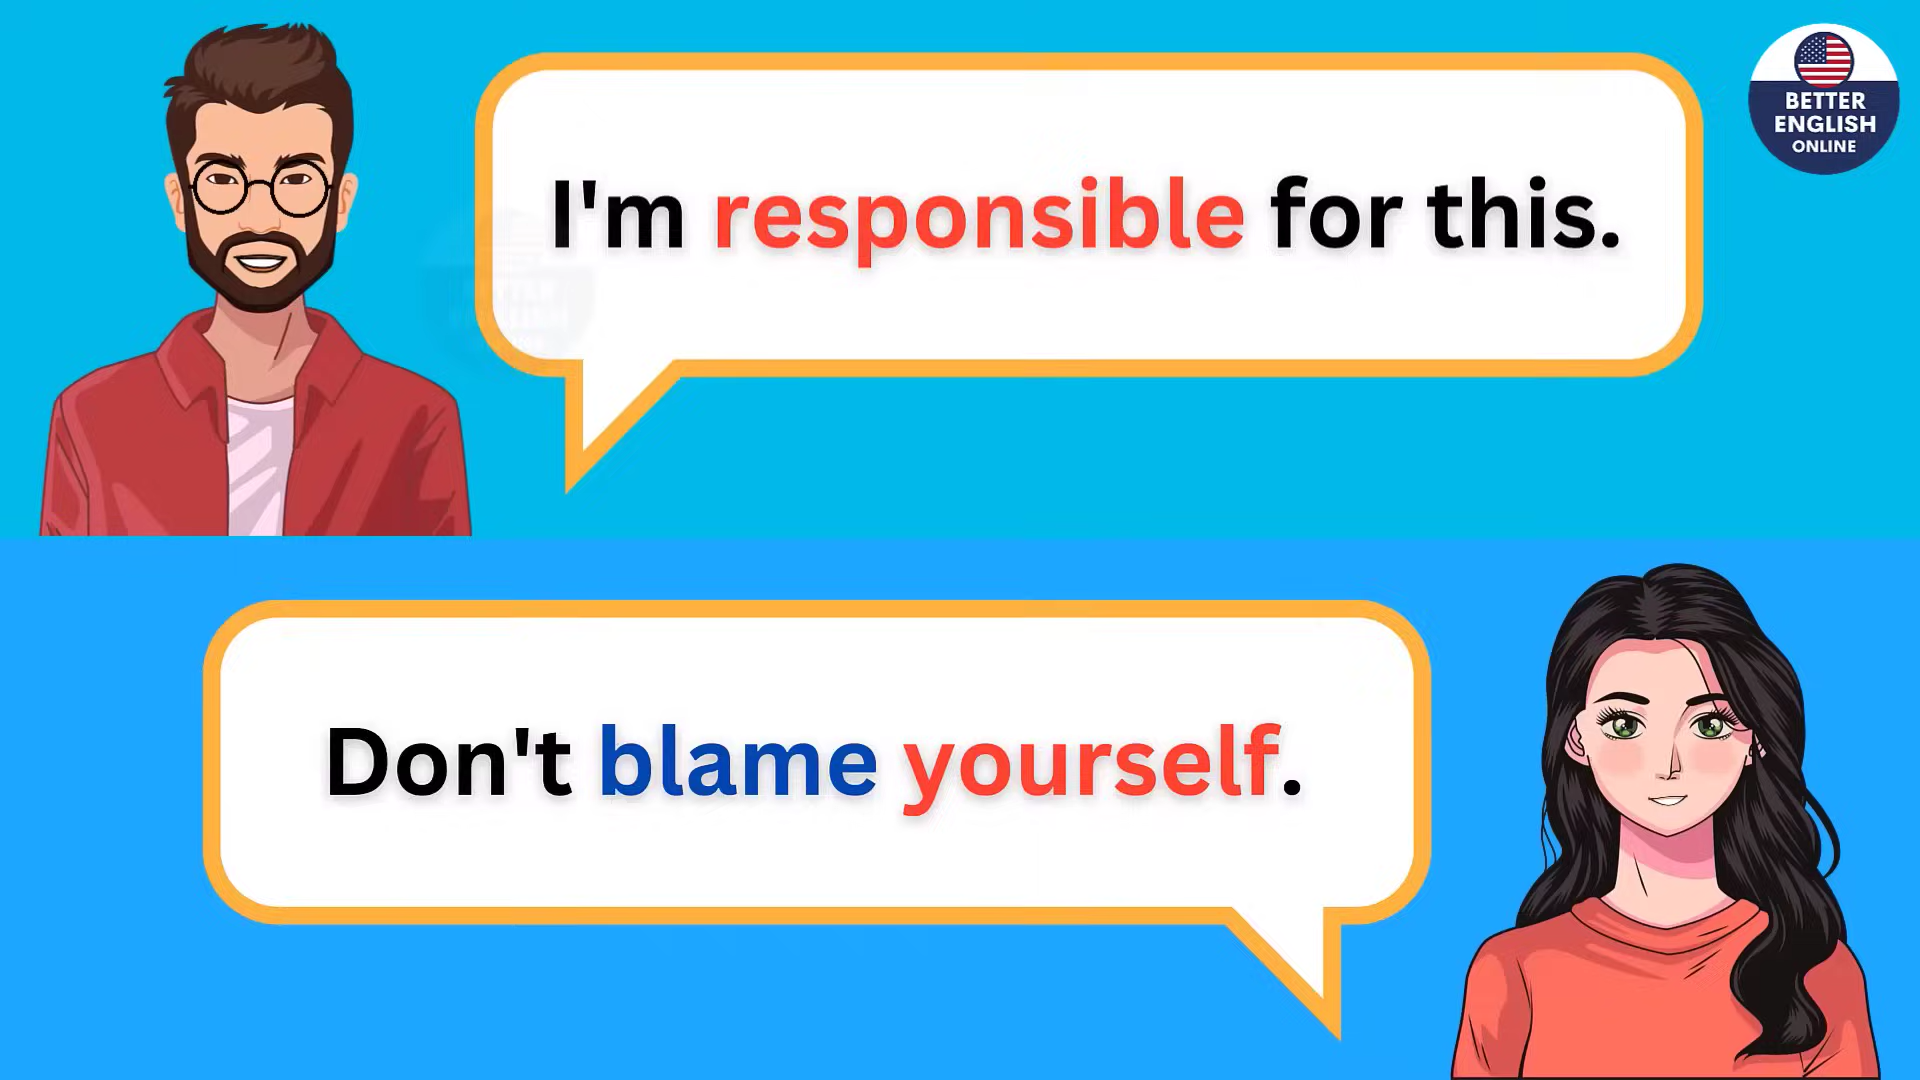 BETTER
ENGLISH
ONLINE
I'm responsible for this.
Don't blame yourself.